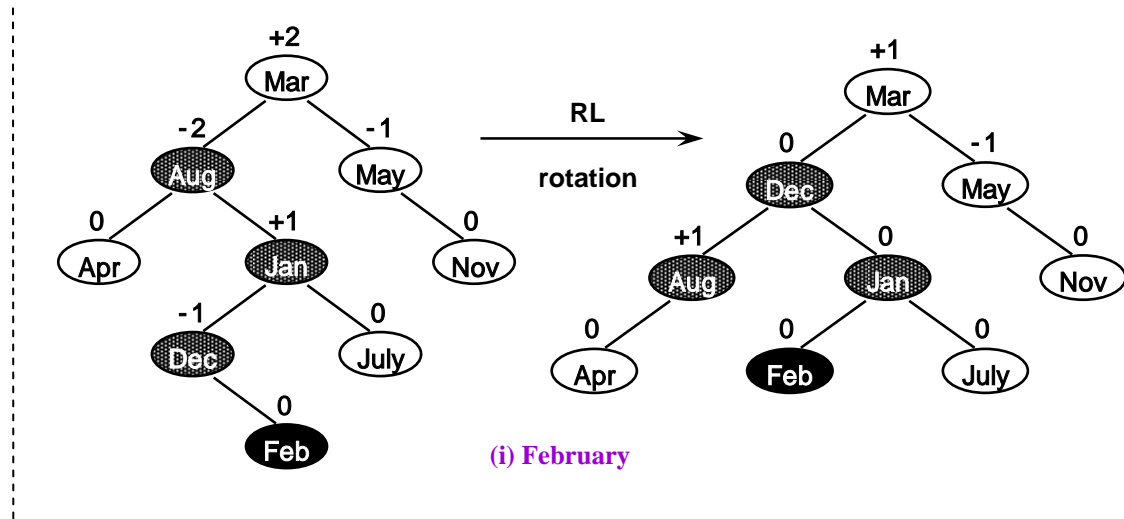 +2
Mar
-2
-1
Aug
May
0
+1
0
Apr
Jan
Nov
-1
0
Dec
July
0
Feb
RL
rotation
+1
Mar
0
-1
Dec
May
+1
0
0
Aug
Jan
Nov
0
0
0
Apr
Feb
July
(i) February